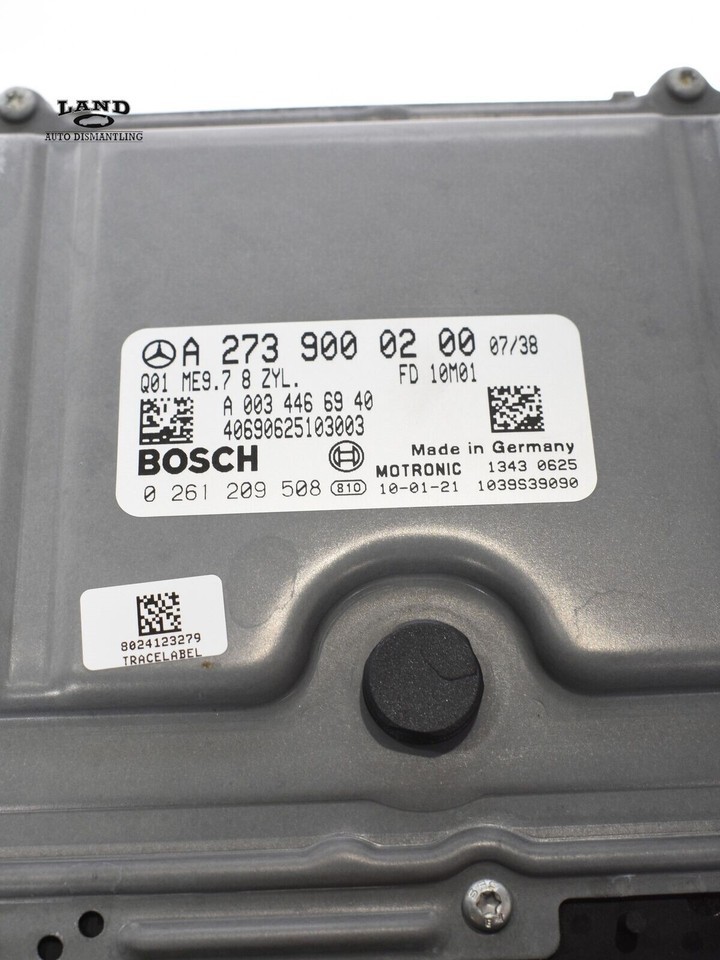 LAND
AUTO DISMANTLING
A 273 900 02 00 07/38
Q01 ME9.7 8 ZYL. FD 10M01
A 003 446 69 40
40690625103003
BOSCH
Made in Germany
MOTRONIC 1343 0625
0 261 209 508 810 10-01-21 1039S39090
8024123279
TRACELABEL